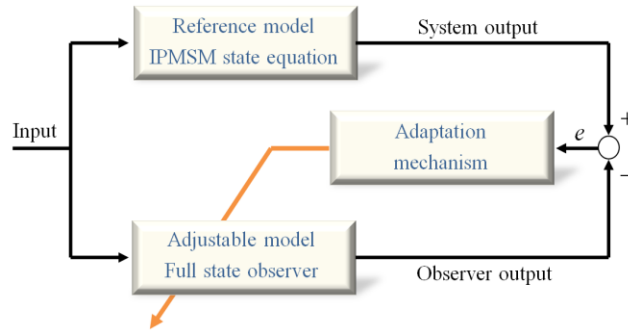 Reference model
IPMSM state equation
System output
Input
Adaptation
mechanism
e
+
−
Adjustable model
Full state observer
Observer output